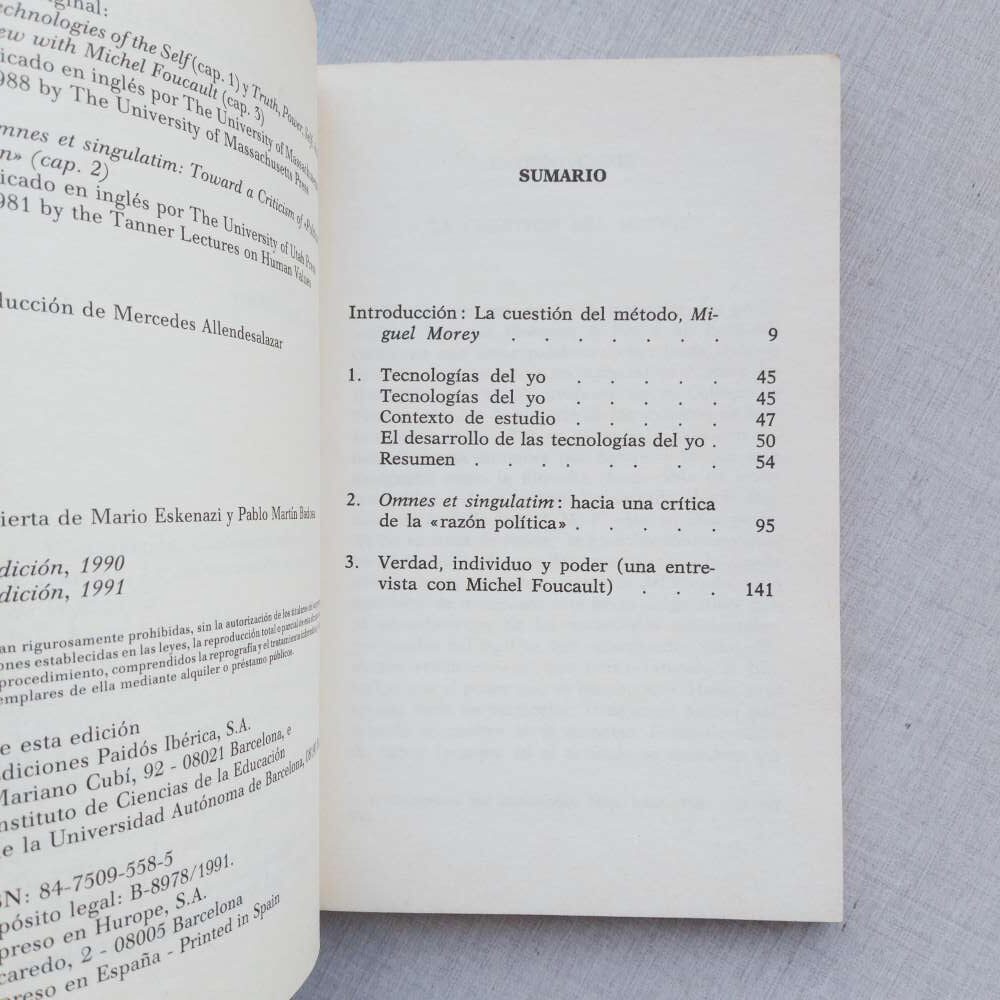 ginal:
echnologies of the Self (cap. 1) y Truth, Power, Self
ew with Michel Foucault (cap. 3)
icado en inglés por The University of Massachusetts
988 by The University of Massachusetts Press
mnes et singulatim: Toward a Criticism of «Politi
n» (cap. 2)
icado en inglés por The University of Utah Press
981 by the Tanner Lectures on Human Values
ducción de Mercedes Allendesalazar
ierta de Mario Eskenazi y Pablo Martín Badosa
dición, 1990
dición, 1991
an rigurosamente prohibidas, sin la autorización de los titulares del
ones establecidas en las leyes, la reproducción total o parcial de esta obra
procedimiento, comprendidos la reprografía y el tratamiento informático
emplares de ella mediante alquiler o préstamo públicos.
e esta edición
diciones Paidós Ibérica, S.A.
Mariano Cubí, 92 - 08021 Barcelona, e
nstituto de Ciencias de la Educación
e la Universidad Autónoma de Barcelona,
BN: 84-7509-558-5
pósito legal: B-8978/1991.
preso en Hurope, S.A.
caredo, 2 - 08005 Barcelona
preso en España - Printed in Spain
SUMARIO
Introducción: La cuestión del método, Mi-
guel Morey . . . . . . . 9
1. Tecnologías del yo . . . . . 45
Tecnologías del yo . . . . . 45
Contexto de estudio . . . . . 47
El desarrollo de las tecnologías del yo . 50
Resumen . . . . . . . . 54
2. Omnes et singulatim: hacia una crítica
de la «razón política» . . . . . 95
3. Verdad, individuo y poder (una entre-
vista con Michel Foucault) . . . 141